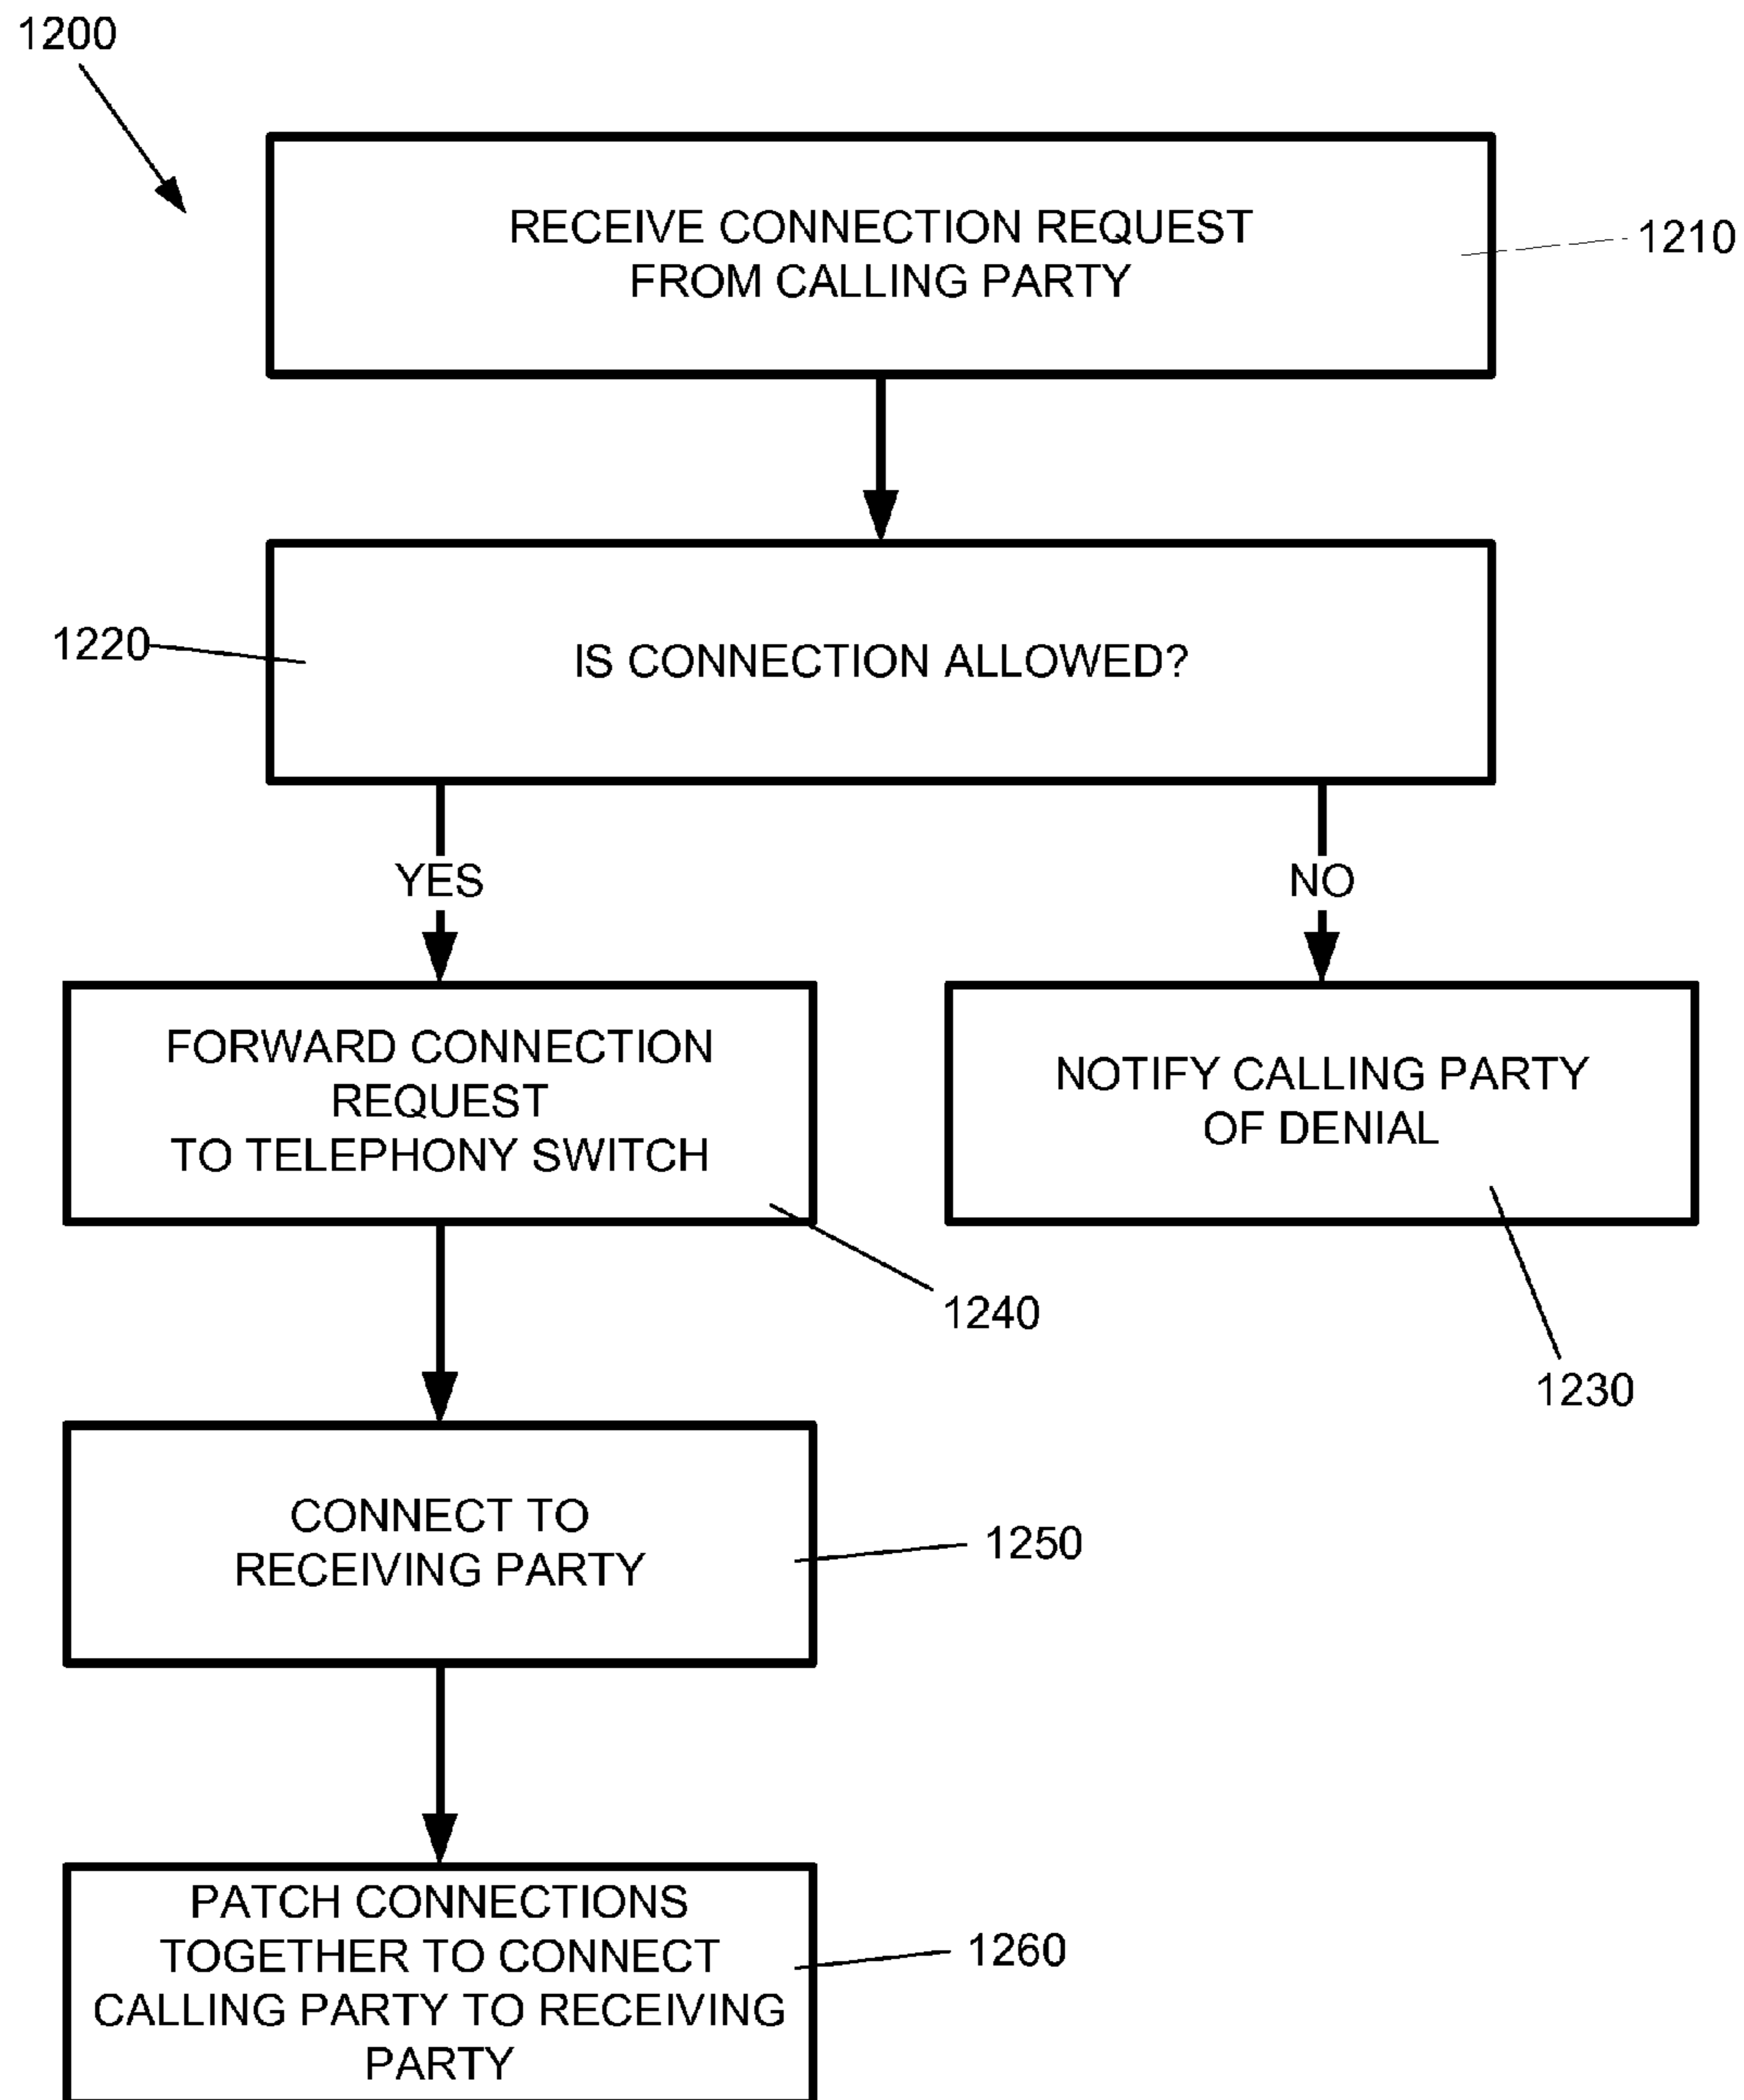 1200
RECEIVE CONNECTION REQUEST
FROM CALLING PARTY
1210
1220
IS CONNECTION ALLOWED?
YES
NO
FORWARD CONNECTION
REQUEST
TO TELEPHONY SWITCH
NOTIFY CALLING PARTY
OF DENIAL
1240
1230
CONNECT TO
RECEIVING PARTY
1250
PATCH CONNECTIONS
TOGETHER TO CONNECT
CALLING PARTY TO RECEIVING
PARTY
1260